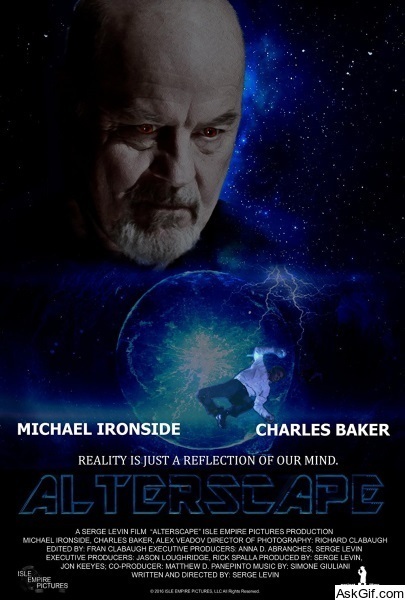 MICHAEL IRONSIDE CHARLES BAKER
REALITY IS JUST A REFLECTION OF OUR MIND.
ALTERSCAPE
A SERGE LEVIN FILM "ALTERSCAPE" ISLE EMPIRE PICTURES PRODUCTION
MICHAEL IRONSIDE, CHARLES BAKER, ALEX VEADOV DIRECTOR OF PHOTOGRAPHY: RICHARD CLABAUGH
EDITED BY: FRAN CLABAUGH EXECUTIVE PRODUCERS: ANNA D. ABRANCHES, SERGE LEVIN
EXECUTIVE PRODUCERS: JASON LOUGHRIDGE, RICK SPALLA PRODUCED BY: SERGE LEVIN,
JON KEEYES; CO-PRODUCER: MATTHEW D. PANEPINTO MUSIC BY: SIMONE GIULIANI
WRITTEN AND DIRECTED BY: SERGE LEVIN
ISLE
EMPIRE
PICTURES
© 2016 ISLE EMPIRE PICTURES, LLC All Rights Reserved.
AskGif.com